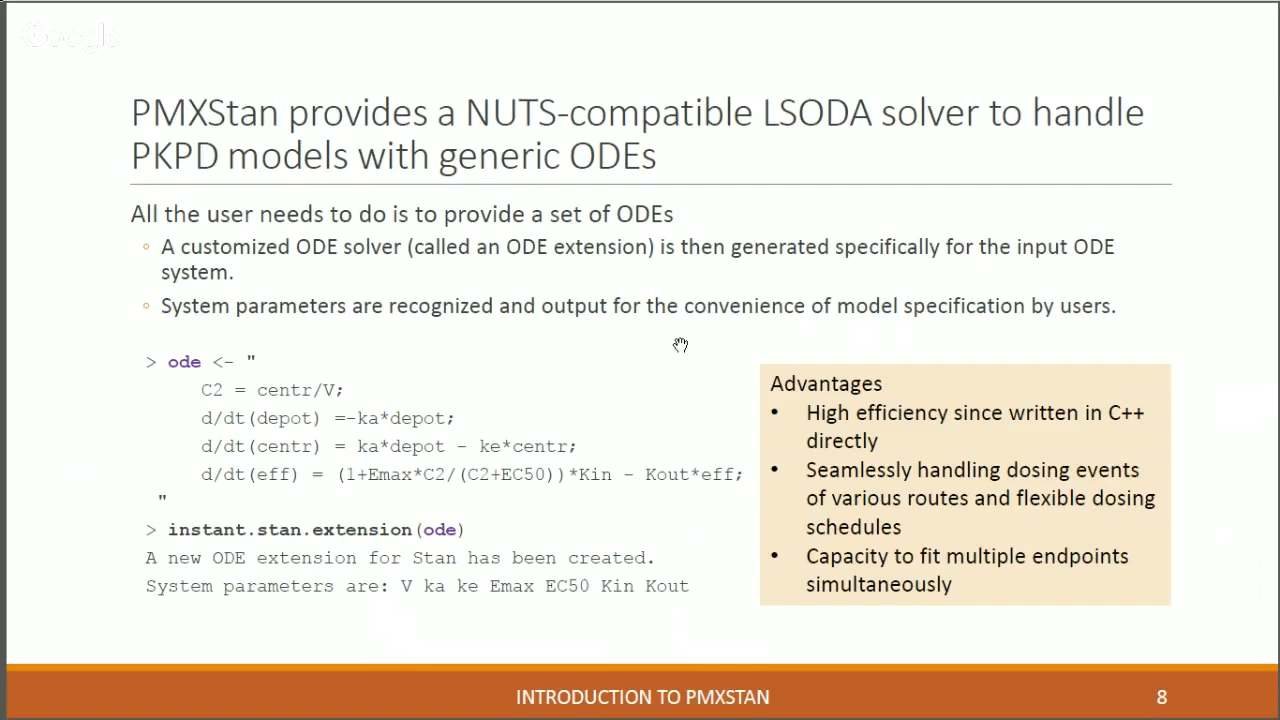 Google
PMXStan provides a NUTS-compatible LSODA solver to handle
PKPD models with generic ODEs
All the user needs to do is to provide a set of ODEs
◦ A customized ODE solver (called an ODE extension) is then generated specifically for the input ODE
system.
◦ System parameters are recognized and output for the convenience of model specification by users.
> ode <- "
C2 = centr/V;
d/dt(depot) =-ka*depot;
d/dt(centr) = ka*depot - ke*centr;
d/dt(eff) = (1+Emax*C2/(C2+EC50))*Kin - Kout*eff;
"
> instant.stan.extension(ode)
A new ODE extension for Stan has been created.
System parameters are: V ka ke Emax EC50 Kin Kout
Advantages
• High efficiency since written in C++
directly
• Seamlessly handling dosing events
of various routes and flexible dosing
schedules
• Capacity to fit multiple endpoints
simultaneously
INTRODUCTION TO PMXSTAN
8